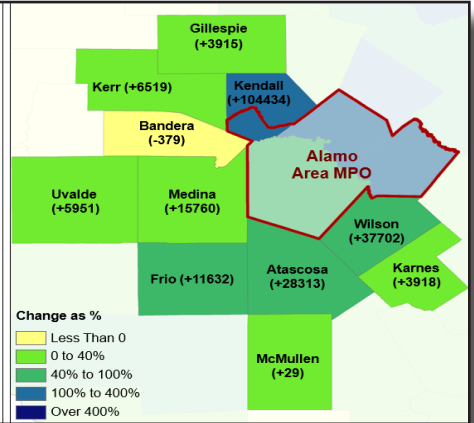 Gillespie
(+3915)
Kerr (+6519)
Kendall
(+104434)
Bandera
(-379)
Alamo
Area MPO
Uvalde
(+5951)
Medina
(+15760)
Wilson
(+37702)
Frio (+11632)
Atascosa
(+28313)
Karnes
(+3918)
McMullen
(+29)
Change as %
Less Than 0
0 to 40%
40% to 100%
100% to 400%
Over 400%